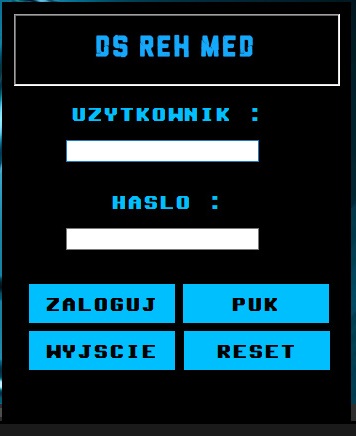 DS REH MED
UZYTKOWNIK :
HASLO :
ZALOGUJ PUK
WYJSCIE RESET